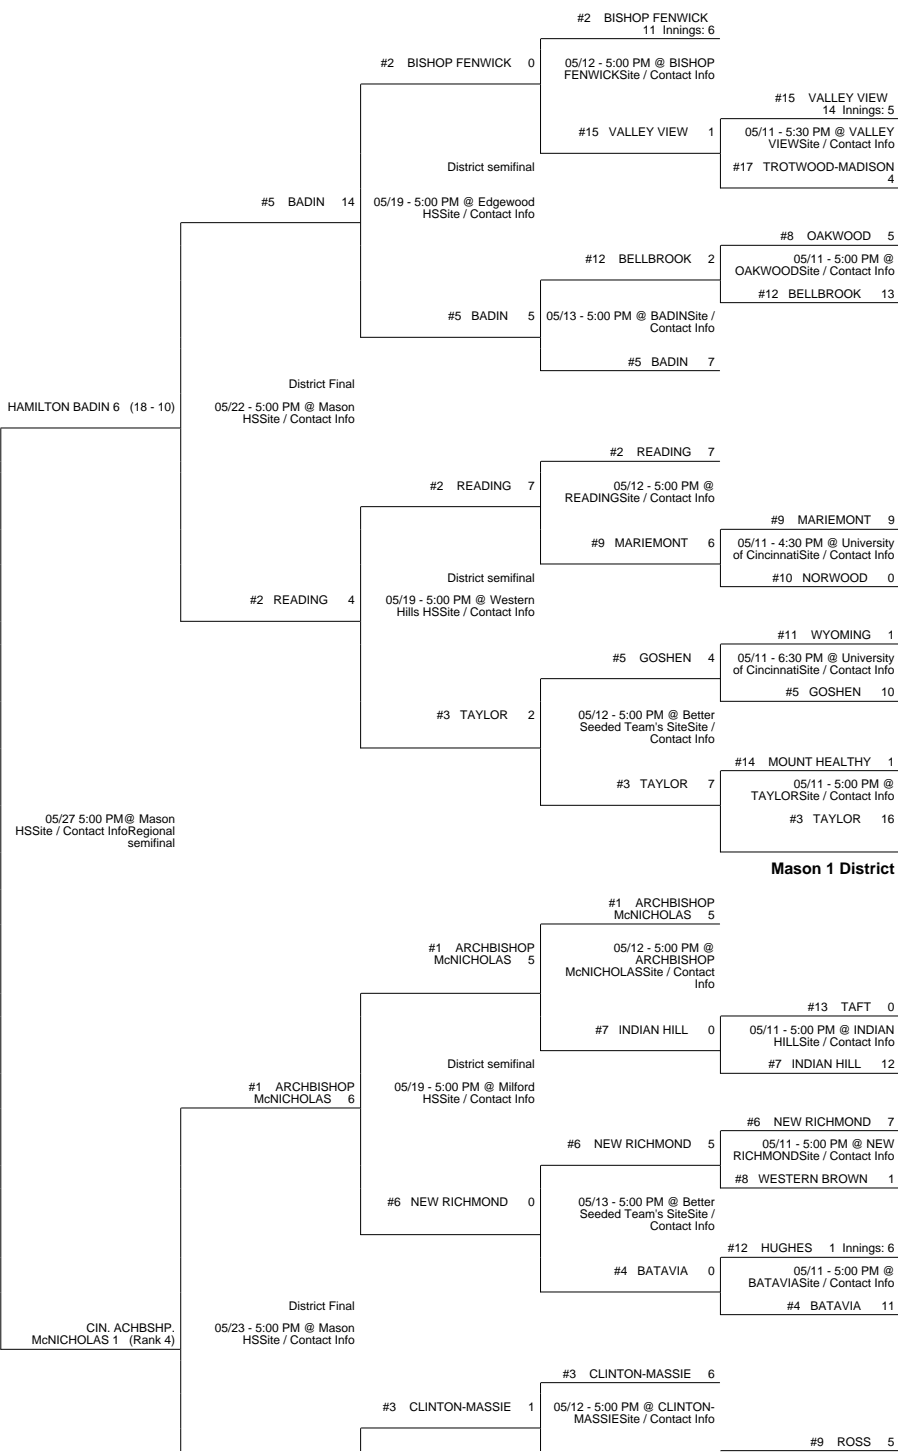 #2 BISHOP FENWICK
11 Innings: 6
#2 BISHOP FENWICK 0
05/12 - 5:00 PM @ BISHOP
FENWICKSite / Contact Info
#15 VALLEY VIEW
14 Innings: 5
#15 VALLEY VIEW 1
05/11 - 5:30 PM @ VALLEY
VIEWSite / Contact Info
District semifinal
#17 TROTWOOD-MADISON
4
#5 BADIN 14
05/19 - 5:00 PM @ Edgewood
HSSite / Contact Info
#8 OAKWOOD 5
#12 BELLBROOK 2
05/11 - 5:00 PM @
OAKWOODSite / Contact Info
#12 BELLBROOK 13
#5 BADIN 5
05/13 - 5:00 PM @ BADINSite /
Contact Info
#5 BADIN 7
District Final
HAMILTON BADIN 6 (18 - 10)
05/22 - 5:00 PM @ Mason
HSSite / Contact Info
#2 READING 7
#2 READING 7
05/12 - 5:00 PM @
READINGSite / Contact Info
#9 MARIEMONT 9
#9 MARIEMONT 6
05/11 - 4:30 PM @ University
of CincinnatiSite / Contact Info
District semifinal
#10 NORWOOD 0
#2 READING 4
05/19 - 5:00 PM @ Western
Hills HSSite / Contact Info
#11 WYOMING 1
#5 GOSHEN 4
05/11 - 6:30 PM @ University
of CincinnatiSite / Contact Info
#5 GOSHEN 10
#3 TAYLOR 2
05/12 - 5:00 PM @ Better
Seeded Team's SiteSite /
Contact Info
#14 MOUNT HEALTHY 1
#3 TAYLOR 7
05/11 - 5:00 PM @
TAYLORSite / Contact Info
#3 TAYLOR 16
05/27 5:00 PM@ Mason
HSSite / Contact InfoRegional
semifinal
Mason 1 District
#1 ARCHBISHOP
McNICHOLAS 5
#1 ARCHBISHOP
McNICHOLAS 5
05/12 - 5:00 PM @
ARCHBISHOP
McNICHOLASSite / Contact
Info
#13 TAFT 0
#7 INDIAN HILL 0
05/11 - 5:00 PM @ INDIAN
HILLSite / Contact Info
District semifinal
#7 INDIAN HILL 12
#1 ARCHBISHOP
McNICHOLAS 6
05/19 - 5:00 PM @ Milford
HSSite / Contact Info
#6 NEW RICHMOND 7
#6 NEW RICHMOND 5
05/11 - 5:00 PM @ NEW
RICHMONDSite / Contact Info
#8 WESTERN BROWN 1
#6 NEW RICHMOND 0
05/13 - 5:00 PM @ Better
Seeded Team's SiteSite /
Contact Info
#12 HUGHES 1 Innings: 6
#4 BATAVIA 0
05/11 - 5:00 PM @
BATAVIASite / Contact Info
#4 BATAVIA 11
District Final
CIN. ACHBSHP.
McNICHOLAS 1 (Rank 4)
05/23 - 5:00 PM @ Mason
HSSite / Contact Info
#3 CLINTON-MASSIE 6
#3 CLINTON-MASSIE 1
05/12 - 5:00 PM @ CLINTON-
MASSIESite / Contact Info
#9 ROSS 5